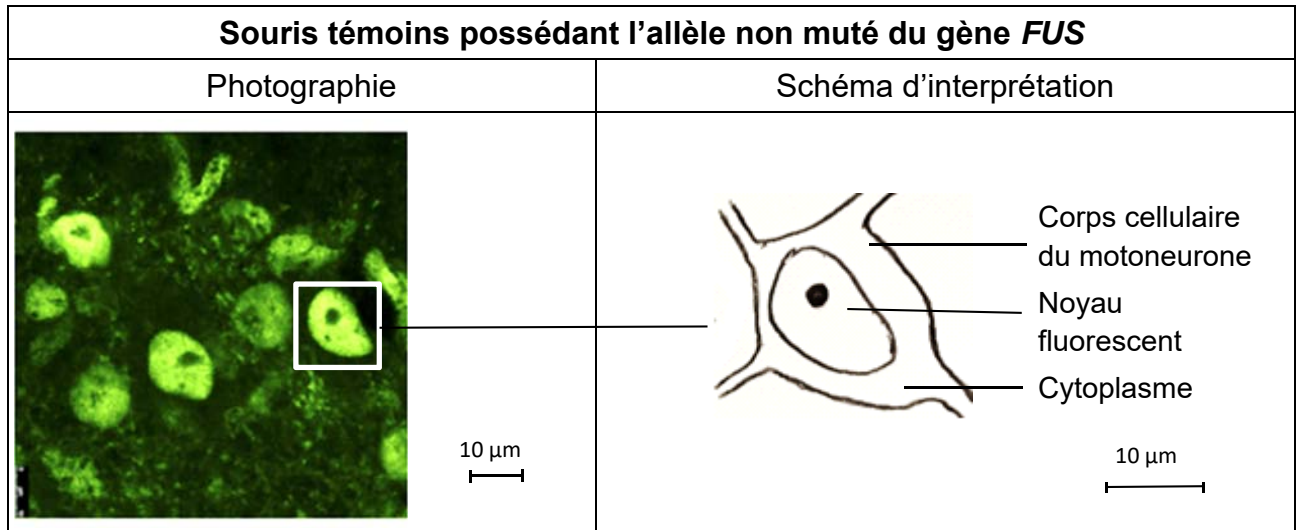 Souris témoins possédant l’allèle non muté du gène FUS
Photographie
Schéma d’interprétation
Corps cellulaire
du motoneurone
Noyau
fluorescent
Cytoplasme
10 µm
10 µm